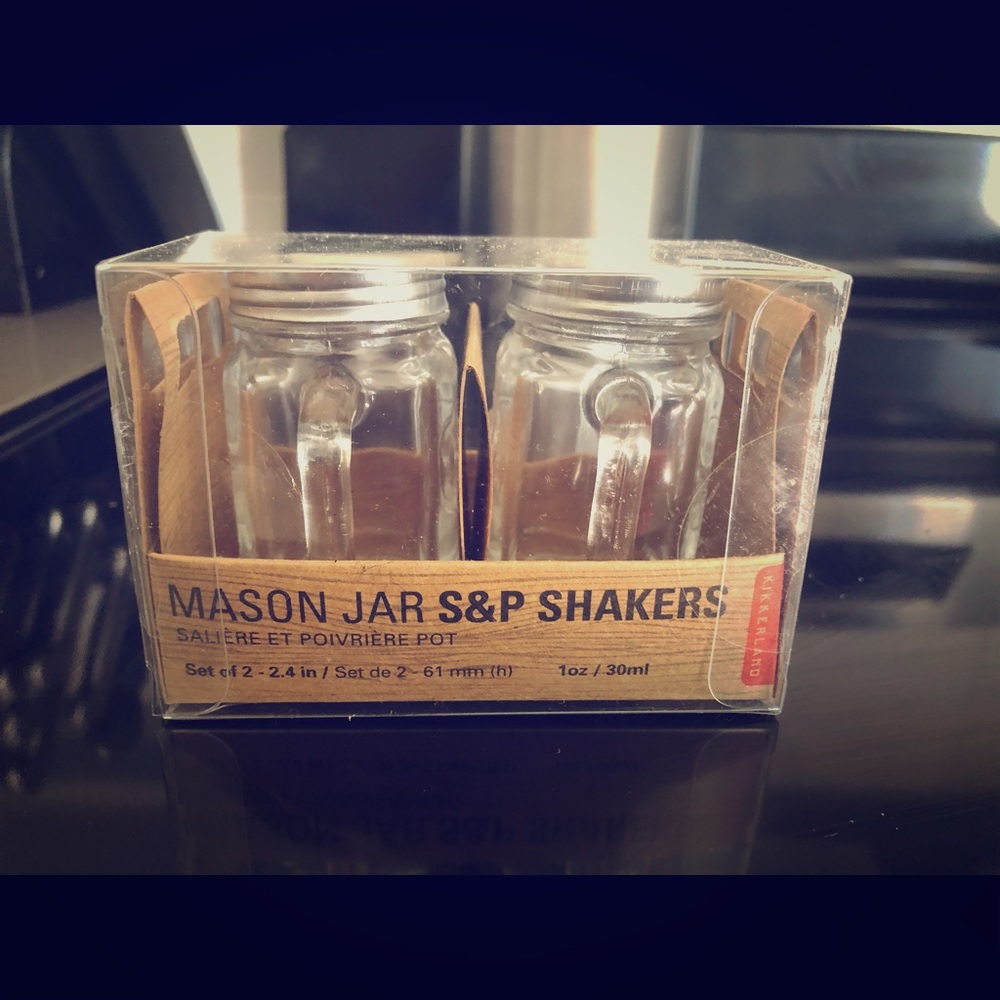 MASON JAR S&P SHAKERS
SALIÈRE ET POIVRIÈRE POT
Set of 2 - 2.4 in / Set de 2 - 61 mm (h) 1oz / 30ml
KIKKERLAND